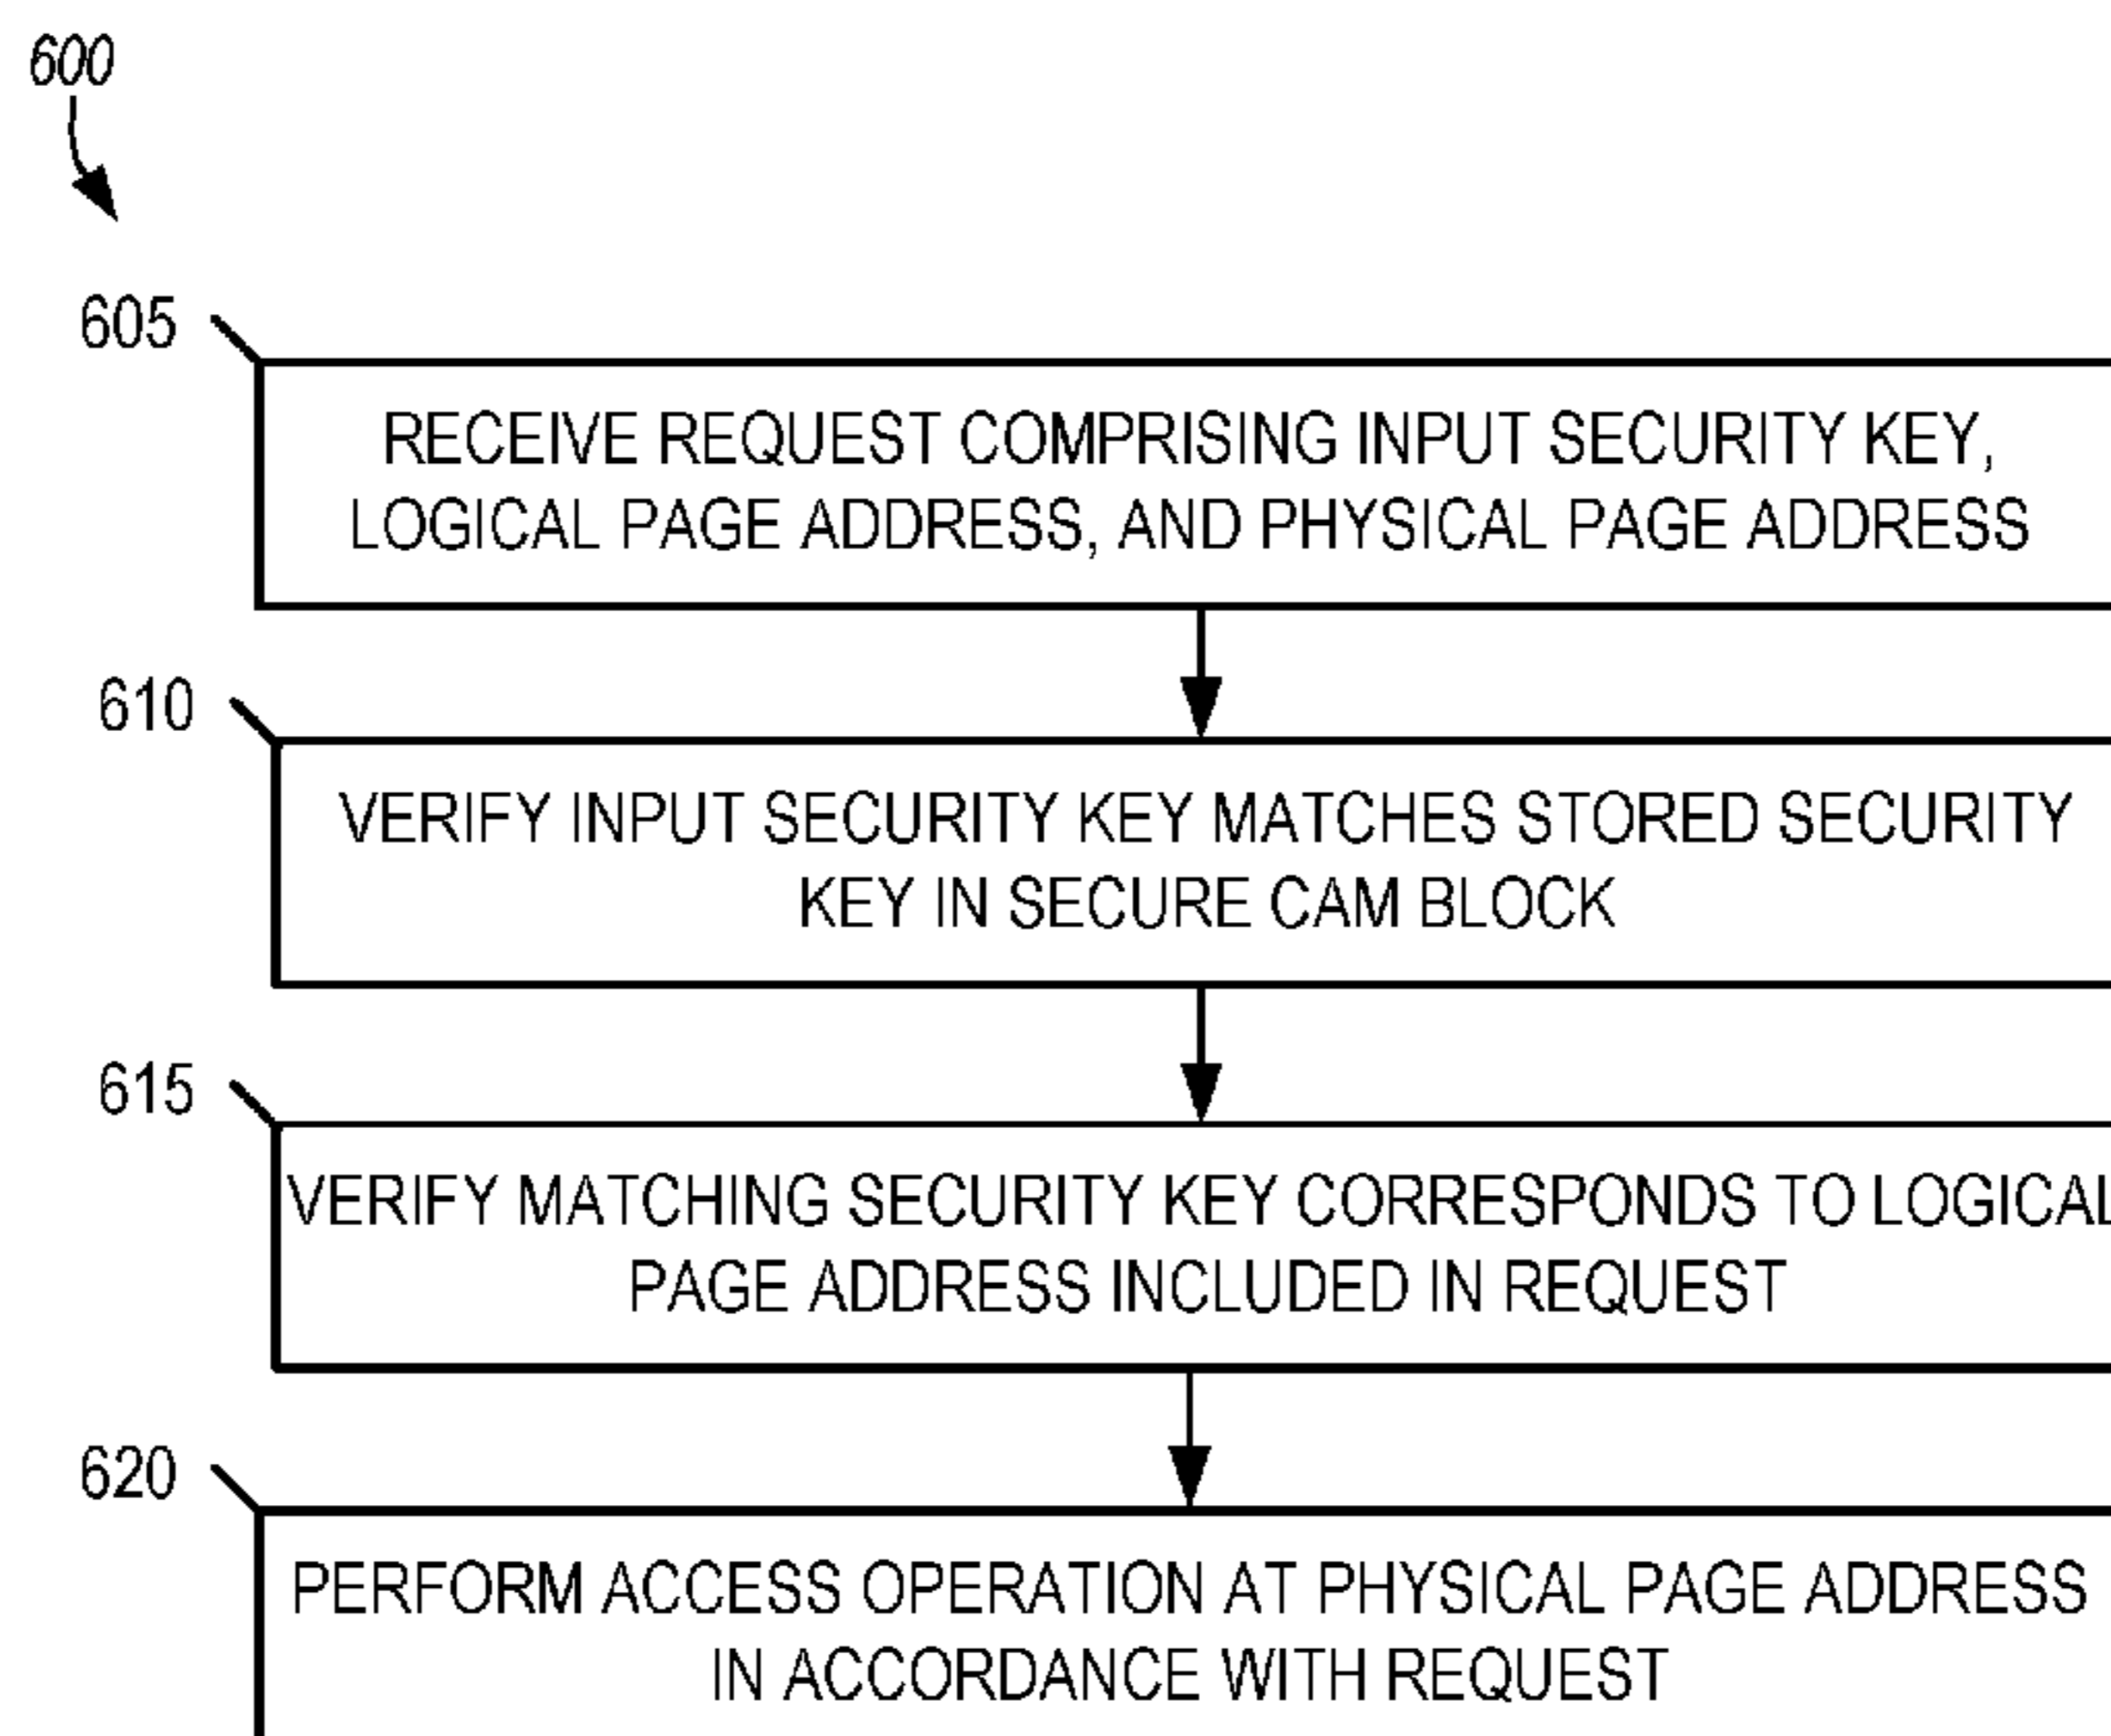 600
605
RECEIVE REQUEST COMPRISING INPUT SECURITY KEY,
LOGICAL PAGE ADDRESS, AND PHYSICAL PAGE ADDRESS
610
VERIFY INPUT SECURITY KEY MATCHES STORED SECURITY
KEY IN SECURE CAM BLOCK
615
VERIFY MATCHING SECURITY KEY CORRESPONDS TO LOGICAL
PAGE ADDRESS INCLUDED IN REQUEST
620
PERFORM ACCESS OPERATION AT PHYSICAL PAGE ADDRESS
IN ACCORDANCE WITH REQUEST